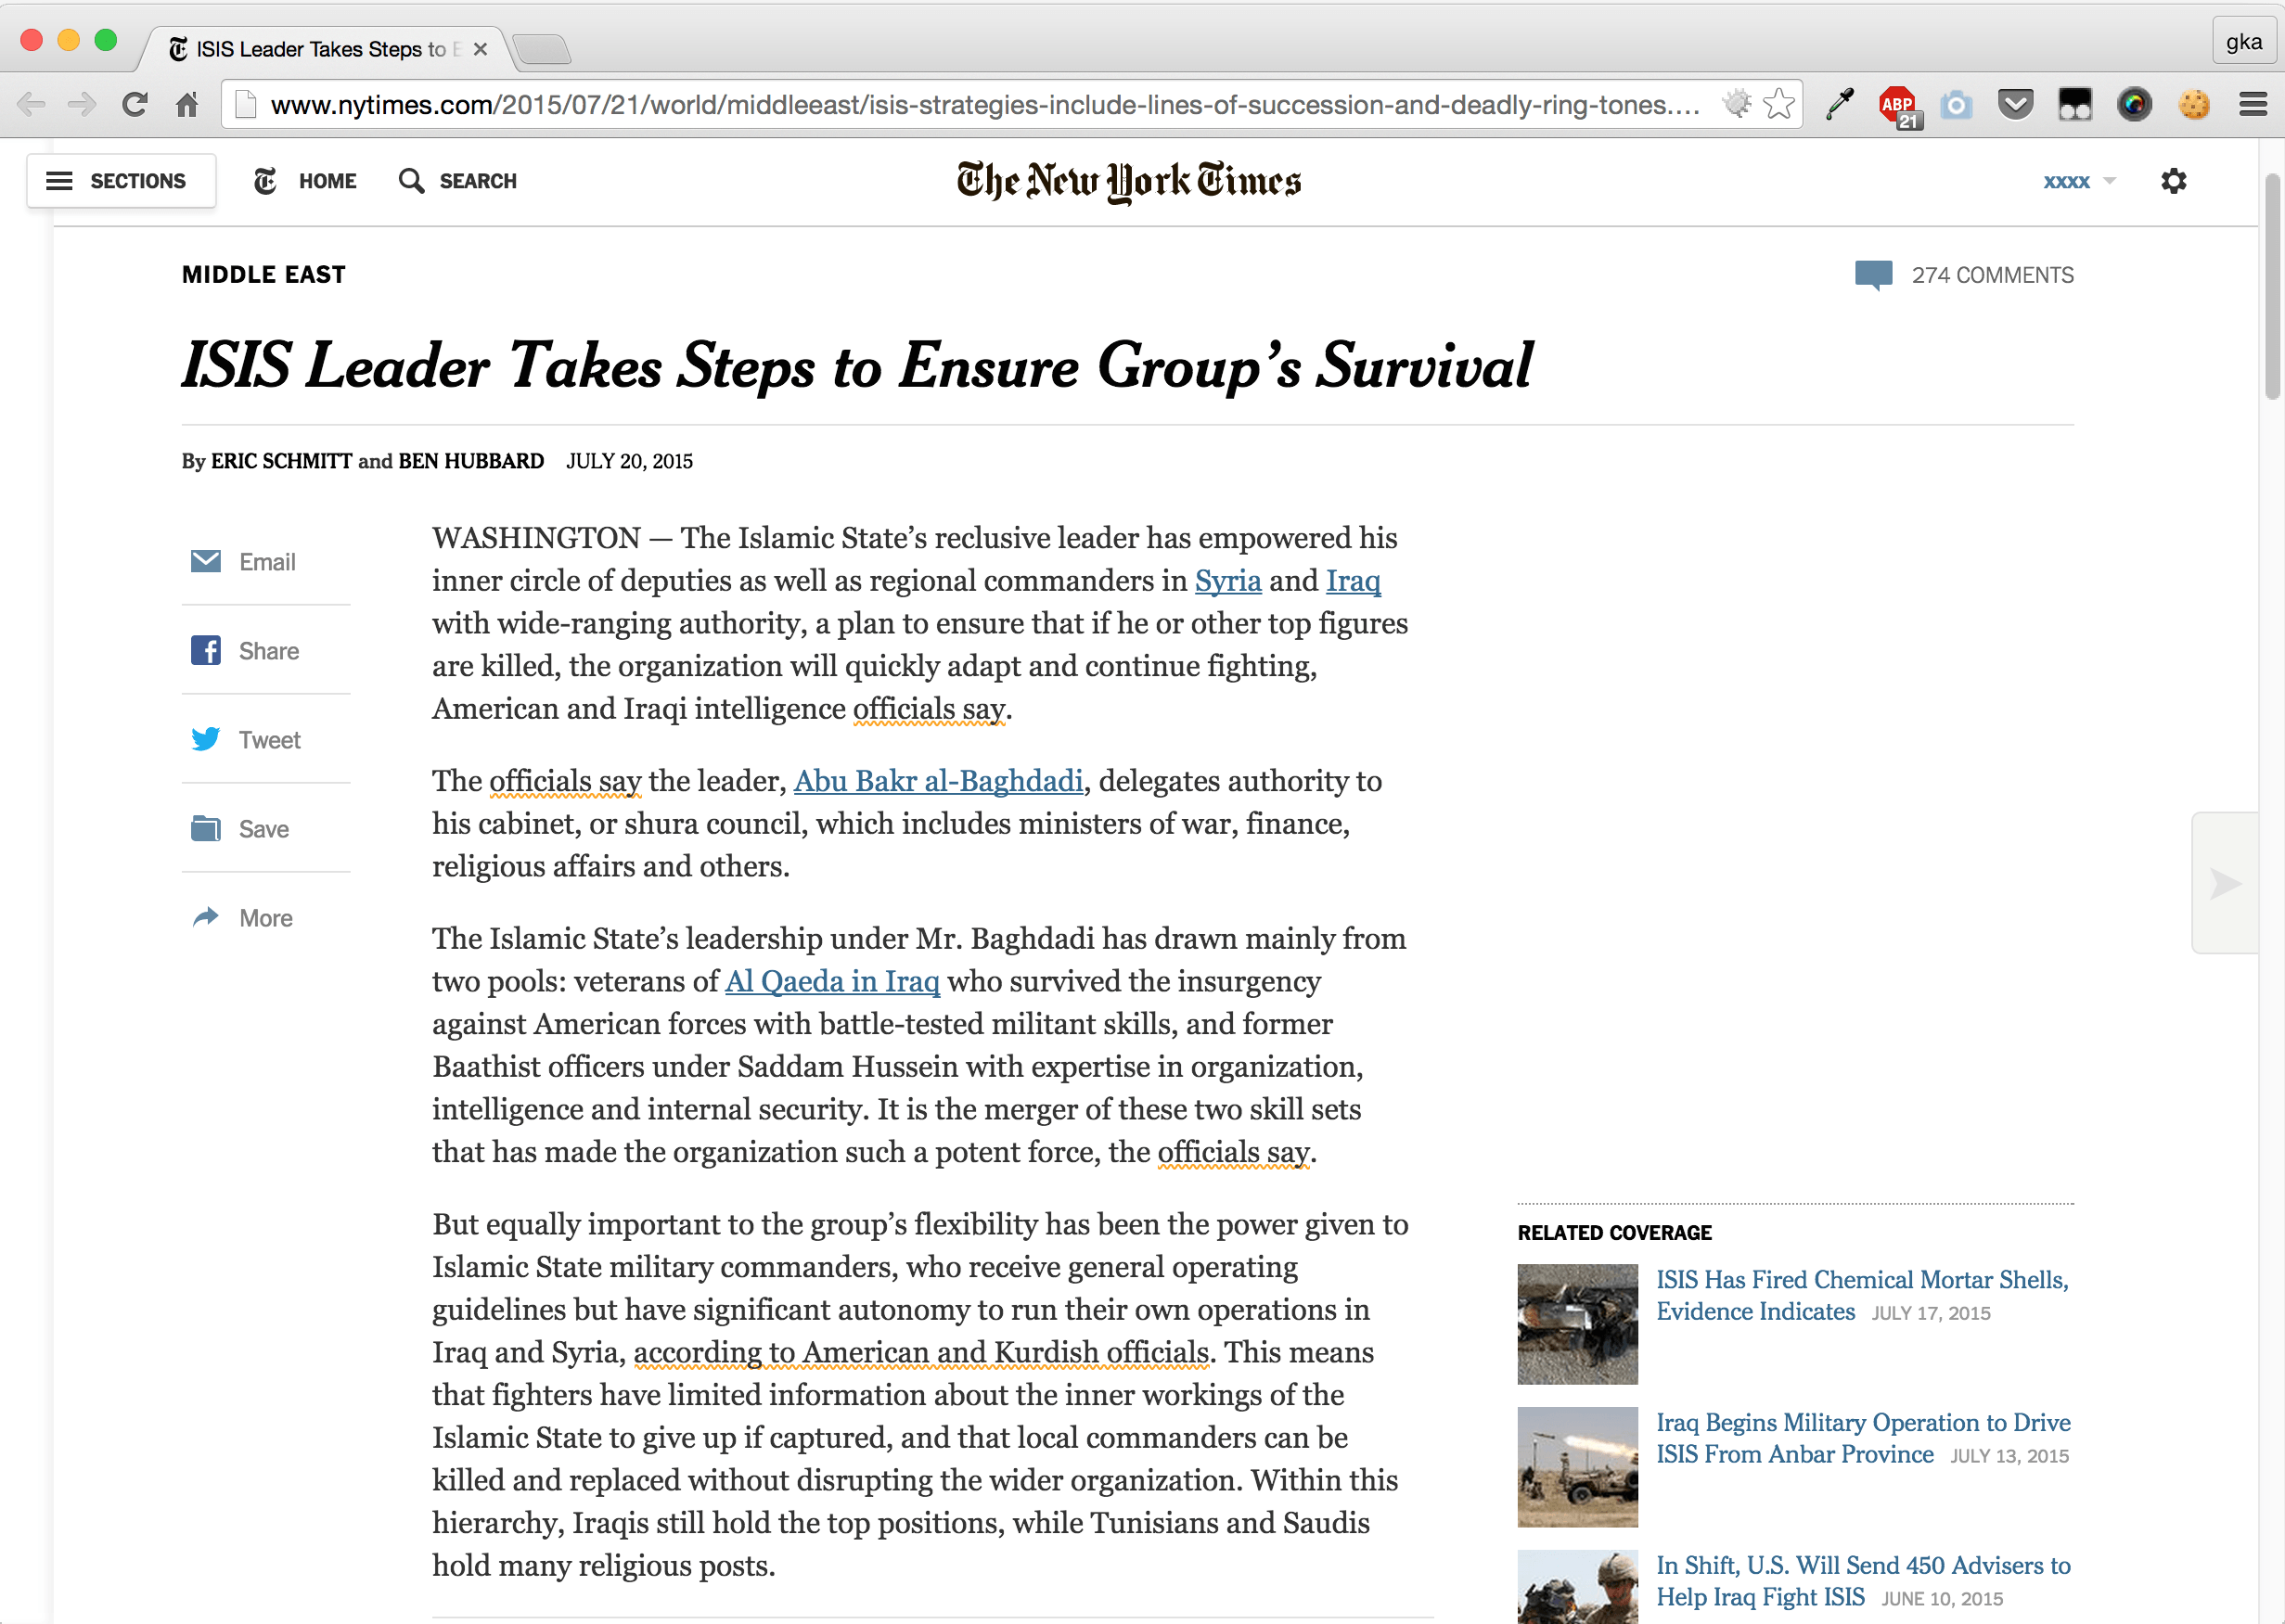 ISIS Leader Takes Steps to E
gka
www.nytimes.com/2015/07/21/world/middleeast/isis-strategies-include-lines-of-succession-and-deadly-ring-tones....
ABP
21
SECTIONS
HOME
SEARCH
The New York Times
xxxx
MIDDLE EAST
274 COMMENTS
ISIS Leader Takes Steps to Ensure Group’s Survival
By ERIC SCHMITT and BEN HUBBARD JULY 20, 2015
Email
Share
Tweet
Save
More
WASHINGTON — The Islamic State’s reclusive leader has empowered his
inner circle of deputies as well as regional commanders in Syria and Iraq
with wide-ranging authority, a plan to ensure that if he or other top figures
are killed, the organization will quickly adapt and continue fighting,
American and Iraqi intelligence officials say.
The officials say the leader, Abu Bakr al-Baghdadi, delegates authority to
his cabinet, or shura council, which includes ministers of war, finance,
religious affairs and others.
The Islamic State’s leadership under Mr. Baghdadi has drawn mainly from
two pools: veterans of Al Qaeda in Iraq who survived the insurgency
against American forces with battle-tested militant skills, and former
Baathist officers under Saddam Hussein with expertise in organization,
intelligence and internal security. It is the merger of these two skill sets
that has made the organization such a potent force, the officials say.
But equally important to the group’s flexibility has been the power given to
Islamic State military commanders, who receive general operating
guidelines but have significant autonomy to run their own operations in
Iraq and Syria, according to American and Kurdish officials. This means
that fighters have limited information about the inner workings of the
Islamic State to give up if captured, and that local commanders can be
killed and replaced without disrupting the wider organization. Within this
hierarchy, Iraqis still hold the top positions, while Tunisians and Saudis
hold many religious posts.
RELATED COVERAGE
ISIS Has Fired Chemical Mortar Shells,
Evidence Indicates JULY 17, 2015
Iraq Begins Military Operation to Drive
ISIS From Anbar Province JULY 13, 2015
In Shift, U.S. Will Send 450 Advisers to
Help Iraq Fight ISIS JUNE 10, 2015